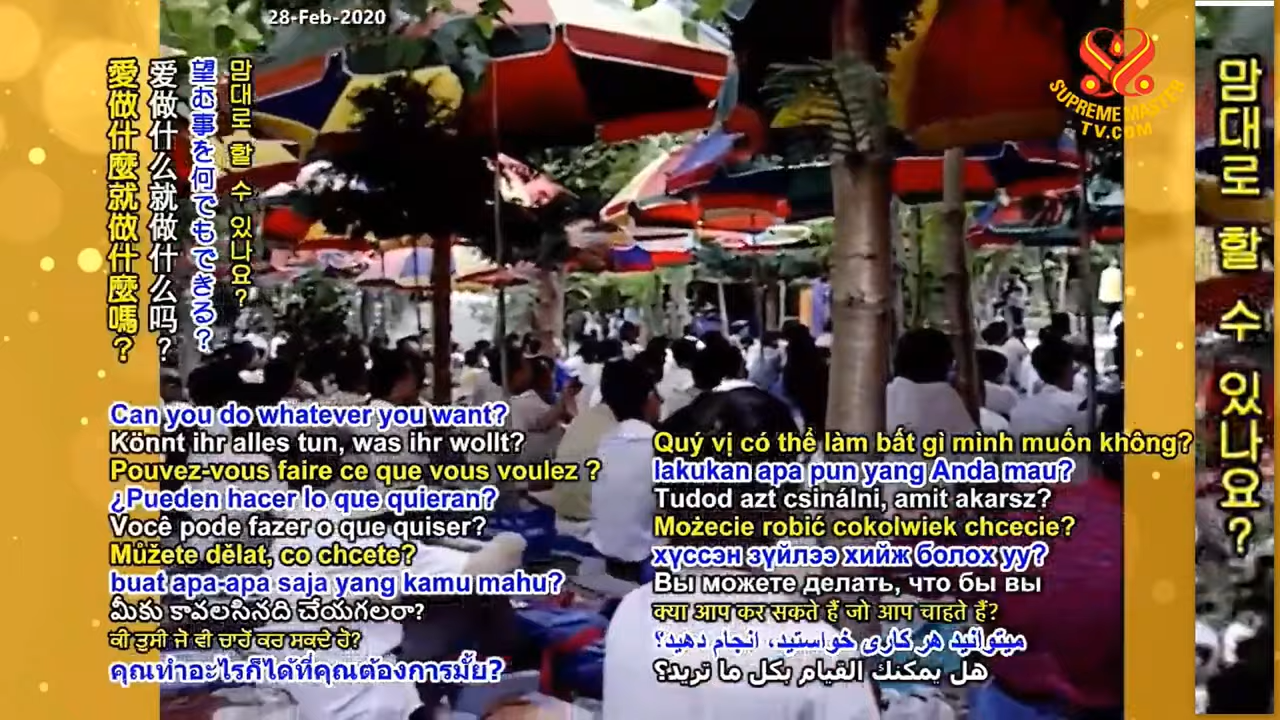 28-Feb-2020
SUPREME MASTER
TV.COM
愛做什麼就做什麼嗎？
爱做什么就做什么吗？
望む事を何でもできる？
맘대로 할 수 있나요?
맘대로 할 수 있나요?
Can you do whatever you want?
Könnt ihr alles tun, was ihr wollt?
Pouvez-vous faire ce que vous voulez ?
¿Pueden hacer lo que quieran?
Você pode fazer o que quiser?
Můžete dělat, co chcete?
buat apa-apa saja yang kamu mahu?
మీకు కావలసినది చేయగలరా?
ਕੀ ਤੁਸੀ ਜੋ ਵੀ ਚਾਹੋਂ ਕਰ ਸਕਦੇ ਹੋ?
คุณทำอะไรก็ได้ที่คุณต้องการมั้ย?
Quý vị có thể làm bất gì mình muốn không?
lakukan apa pun yang Anda mau?
Tudod azt csinálni, amit akarsz?
Możecie robić cokolwiek chcecie?
хүссэн зүйлээ хийж болох уу?
Вы можете делать, что бы вы
क्या आप कर सकते हैं जो आप चाहते हैं?
میتوانید هر کاری خواستید، انجام دهید؟
هل يمكنك القيام بكل ما تريد؟